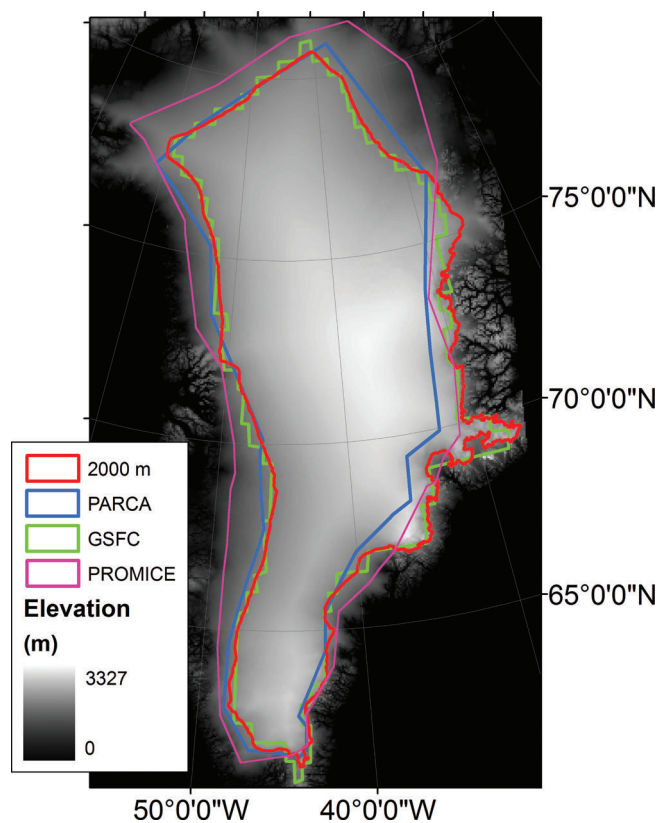 75°0'0"N
70°0'0"N
2000 m
PARCA
GSFC
PROMICE
Elevation
(m)
3327
0
65°0'0"N
50°0'0"W
40°0'0"W